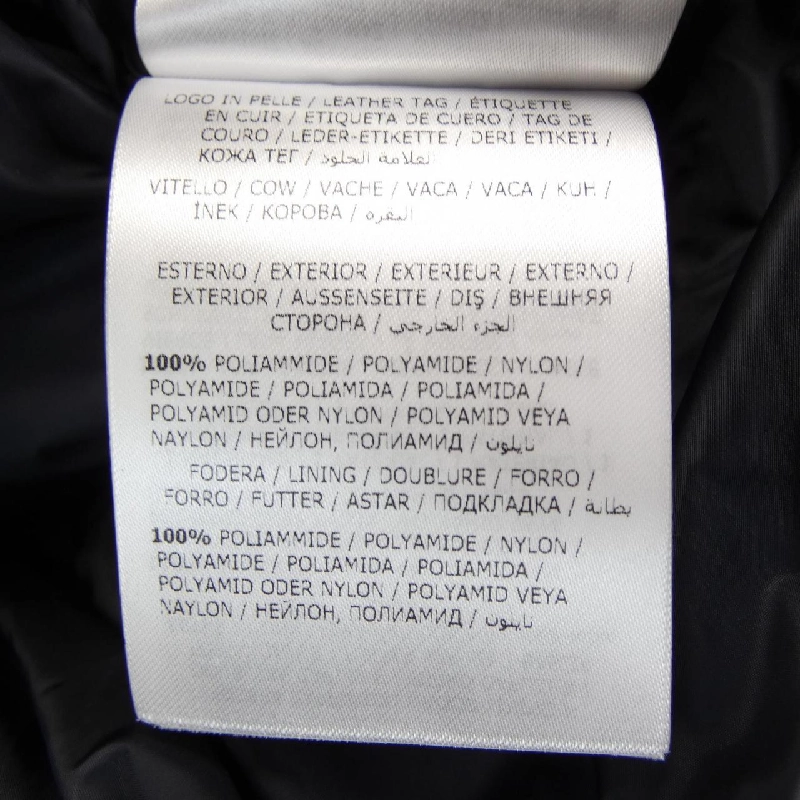 LOGO IN PELLE / LEATHER TAG / ÉTIQUETTE
EN CUIR / ETIQUETA DE CUERO / TAG DE
COURO / LEDER-ETIKETTE / DERI ETIKETI /
КОЖА ТЕГ / العلامة الجلود
VITELLO / COW / VACHE / VACA / VACA / KUH /
İNEK / КОРОВА / البقرة
ESTERNO / EXTERIOR / EXTERIEUR / EXTERNO /
EXTERIOR / AUSSENSEITE / DIŞ / ВНЕШНЯЯ
СТОРОНА / الجزء الخارجي
100% POLIAMMIDE / POLYAMIDE / NYLON /
POLYAMIDE / POLIAMIDA / POLIAMIDA /
POLYAMID ODER NYLON / POLYAMID VEYA
NAYLON / НЕЙЛОН, ПОЛИАМИД / نايلون
FODERA / LINING / DOUBLURE / FORRO /
FORRO / FUTTER / ASTAR / ПОДКЛАДКА / بطانة
100% POLIAMMIDE / POLYAMIDE / NYLON /
POLYAMIDE / POLIAMIDA / POLIAMIDA /
POLYAMID ODER NYLON / POLYAMID VEYA
NAYLON / НЕЙЛОН, ПОЛИАМИД / نايلون